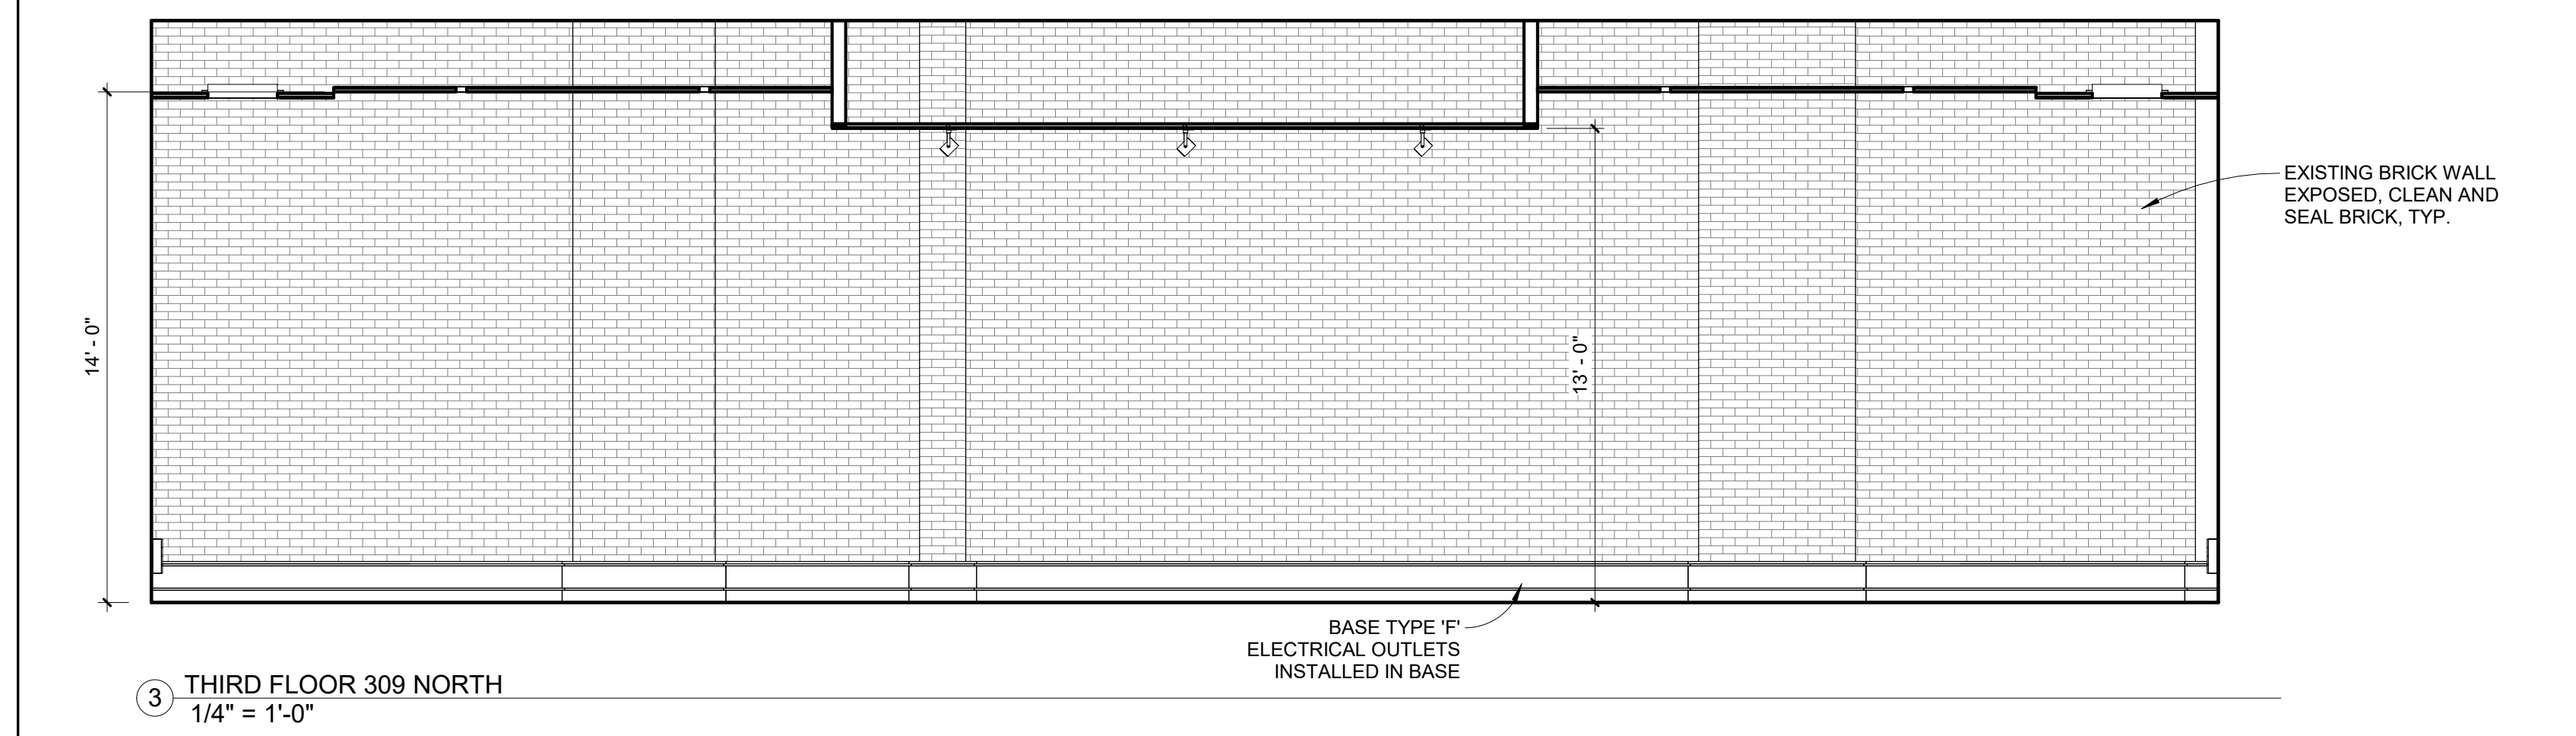 EXISTING BRICK WALL
EXPOSED, CLEAN AND
SEAL BRICK, TYP.
14' - 0"
13' - 0"
BASE TYPE 'F'
ELECTRICAL OUTLETS
INSTALLED IN BASE
3
THIRD FLOOR 309 NORTH
1/4" = 1'-0"